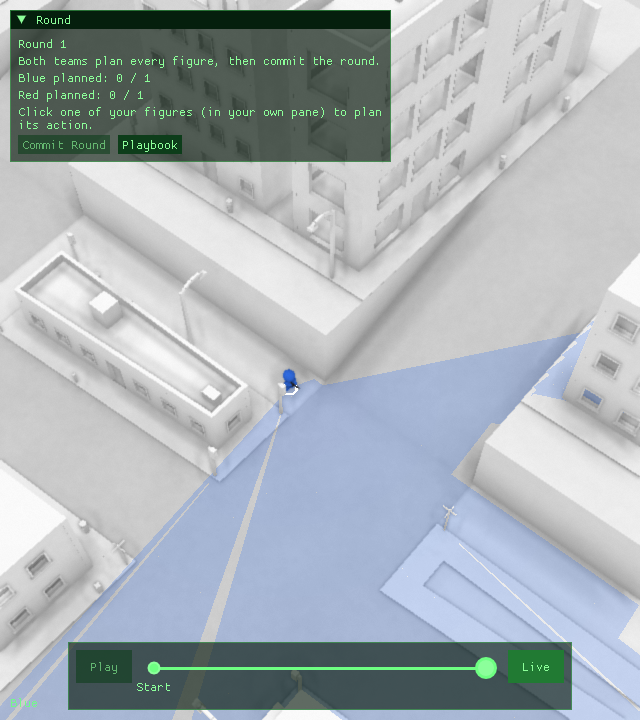 Round
Round 1
Both teams plan every figure, then commit the round.
Blue planned: 0 / 1
Red planned: 0 / 1
Click one of your figures (in your own pane) to plan
its action.
Commit Round Playbook
Play Live
Start
Blue